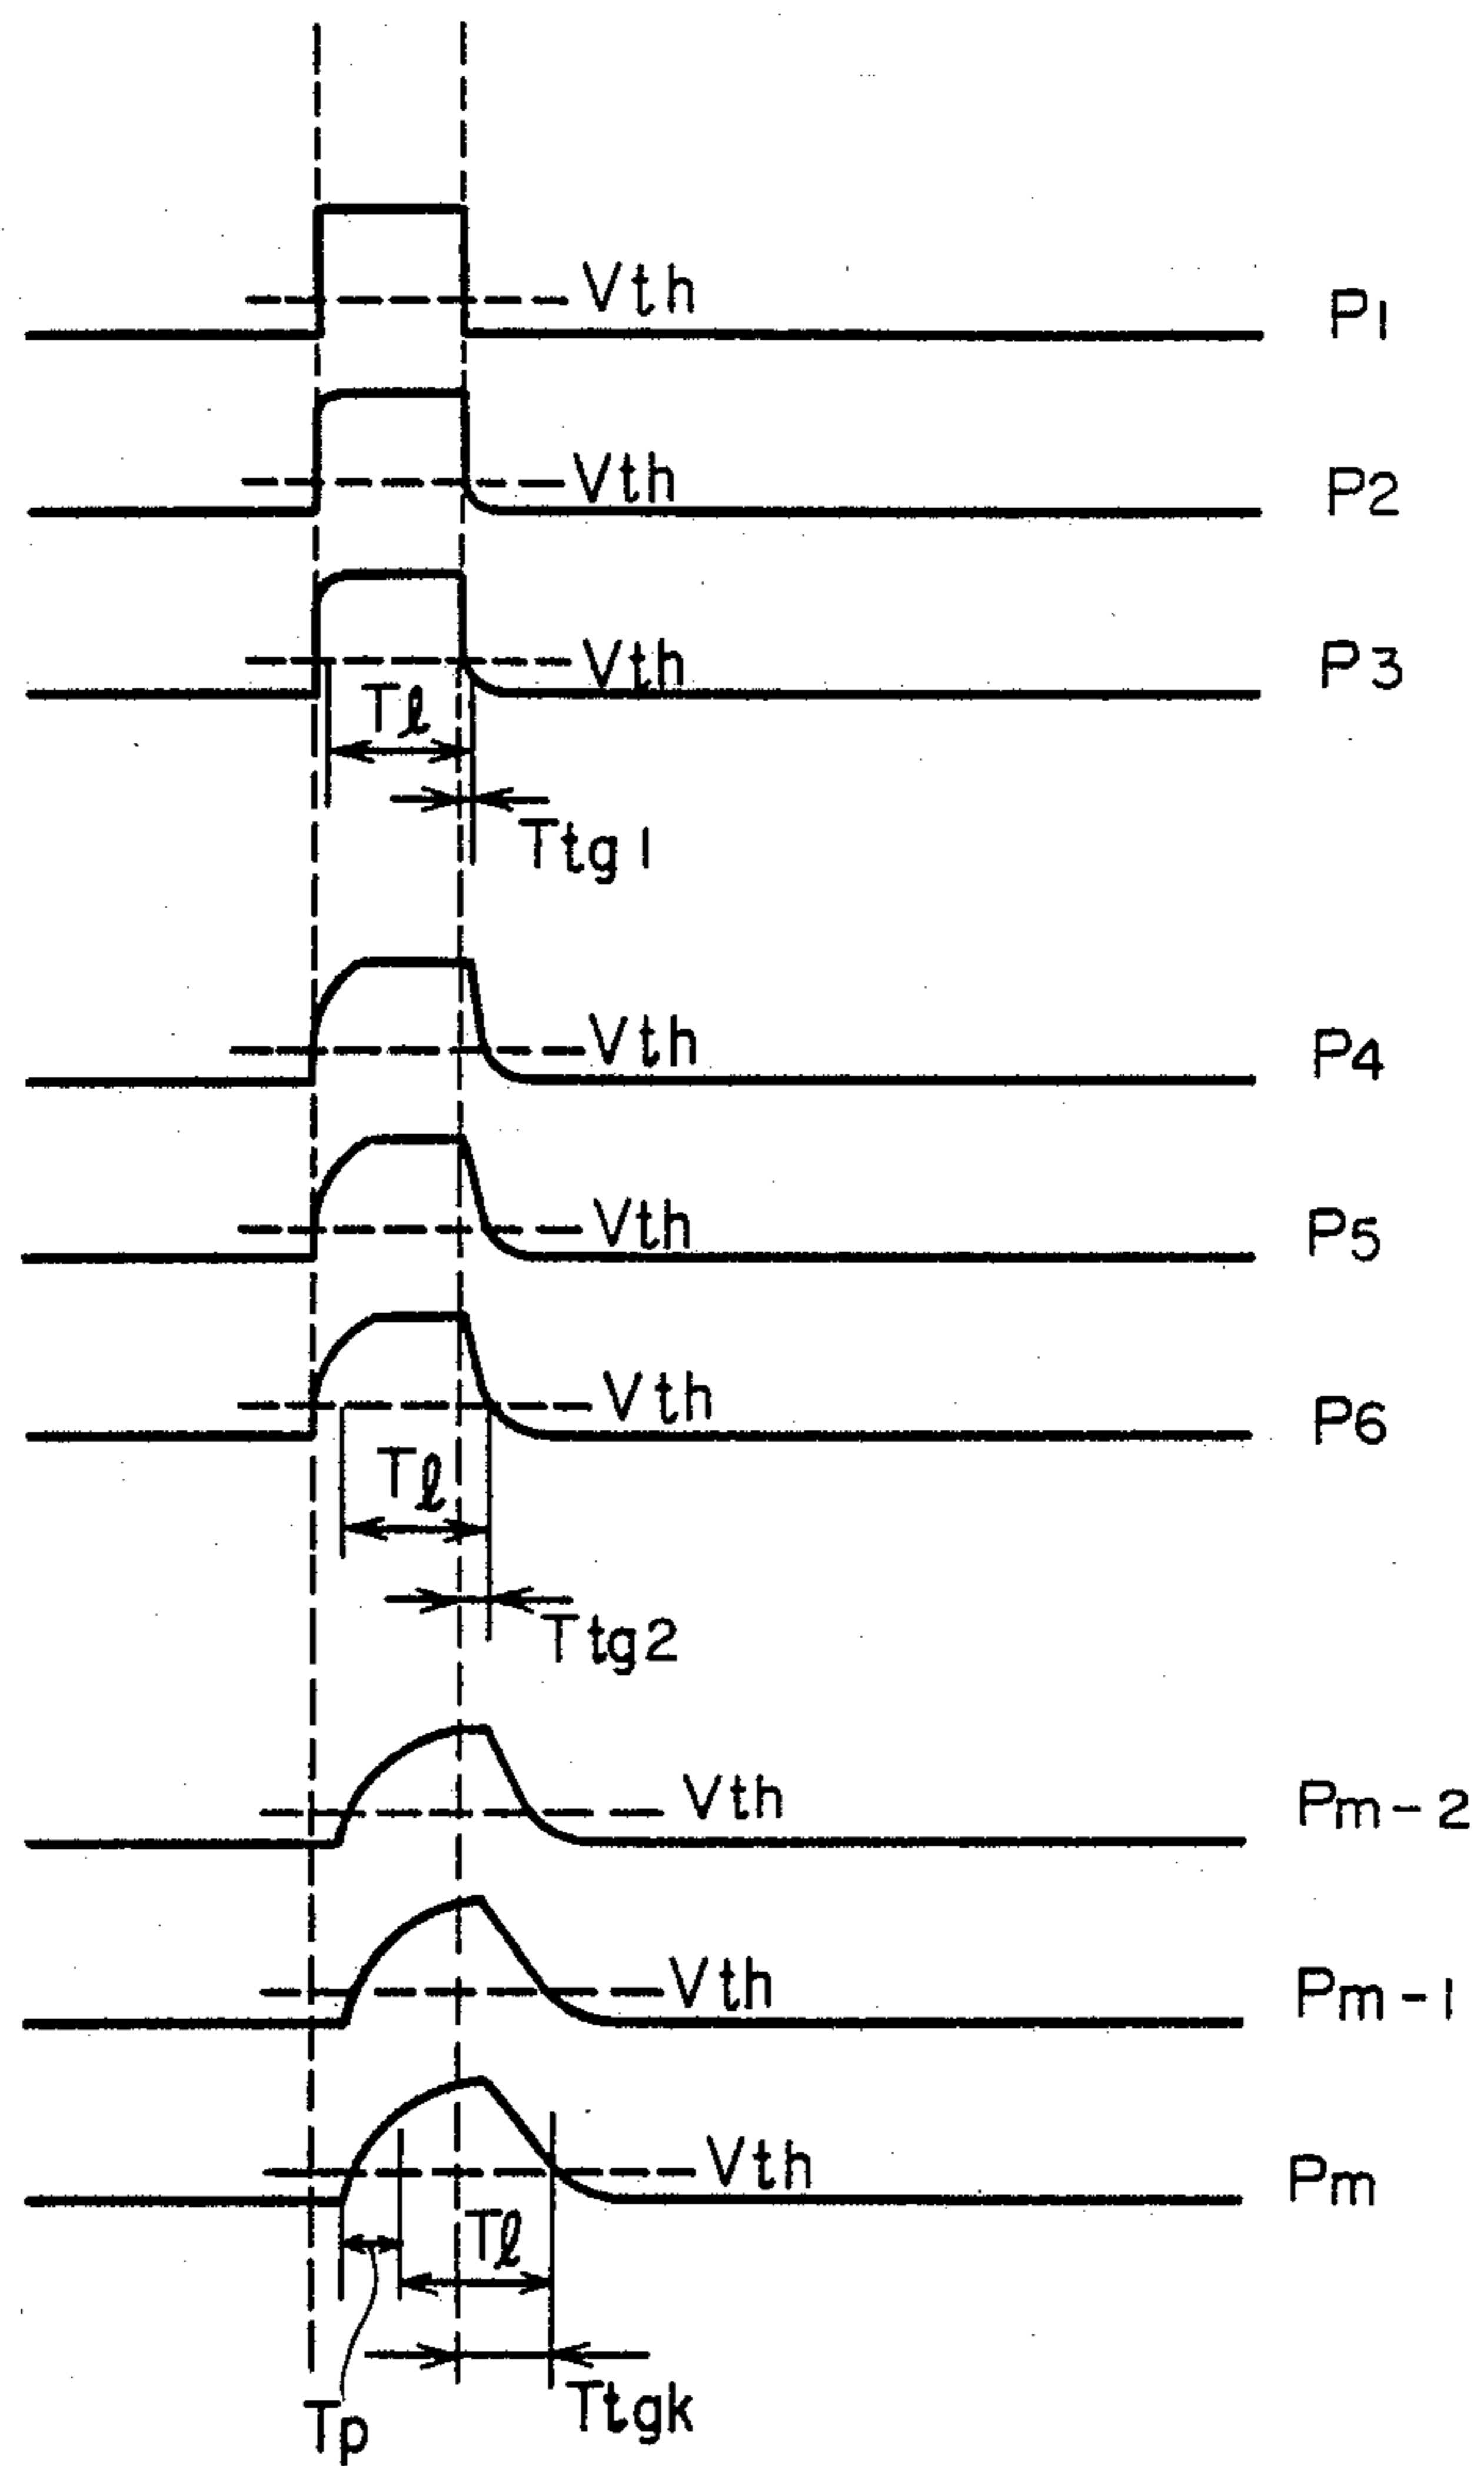 Vth P1
Vth P2
Vth P3
Tℓ
Ttg1
Vth P4
Vth P5
Vth P6
Tℓ
Ttg2
Vth Pm-2
Vth Pm-1
Vth Pm
Tℓ
Ttgk
Tp